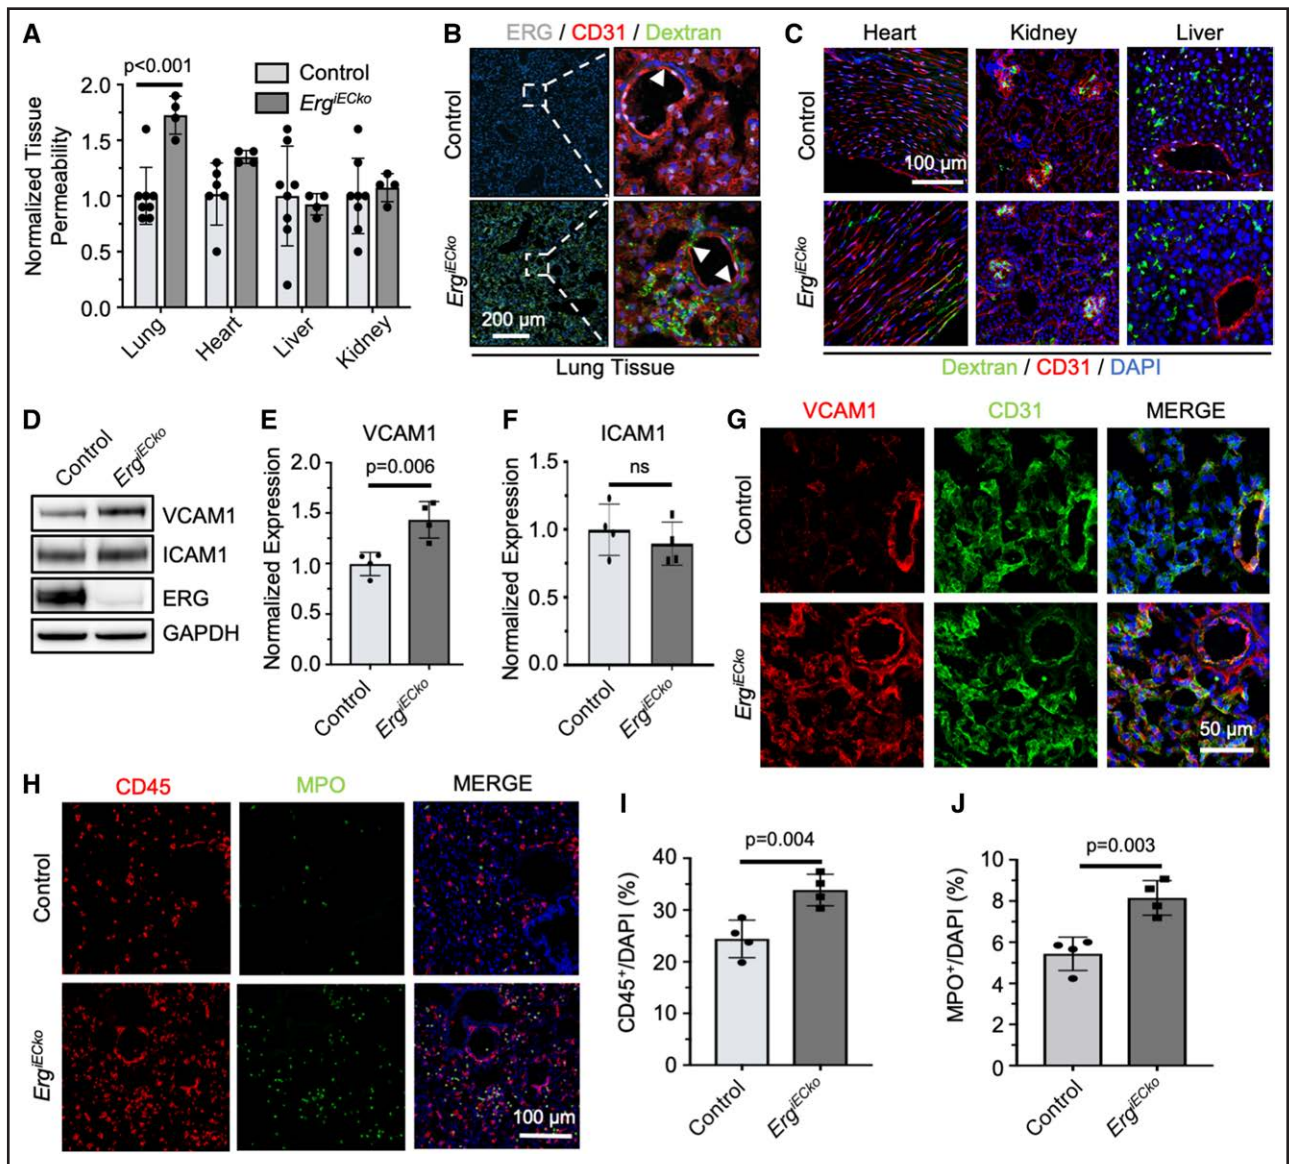 A
Normalized Tissue
Permeability
2.0
1.5
1.0
0.5
0.0
p<0.001
Control
Erg^iECko
Lung
Heart
Liver
Kidney
B
ERG / CD31 / Dextran
Control
Erg^iECko
200 µm
Lung Tissue
C
Heart
Kidney
Liver
Control
Erg^iECko
100 µm
Dextran / CD31 / DAPI
D
Control
Erg^iECko
VCAM1
ICAM1
ERG
GAPDH
E
VCAM1
Normalized Expression
2.0
1.5
1.0
0.5
0.0
p=0.006
Control
Erg^iECko
F
ICAM1
Normalized Expression
1.5
1.0
0.5
0.0
ns
Control
Erg^iECko
G
VCAM1
CD31
MERGE
Control
Erg^iECko
50 µm
H
CD45
MPO
MERGE
Control
Erg^iECko
100 µm
I
CD45+/DAPI (%)
40
30
20
10
0
p=0.004
Control
Erg^iECko
J
MPO+/DAPI (%)
10
8
6
4
2
0
p=0.003
Control
Erg^iECko